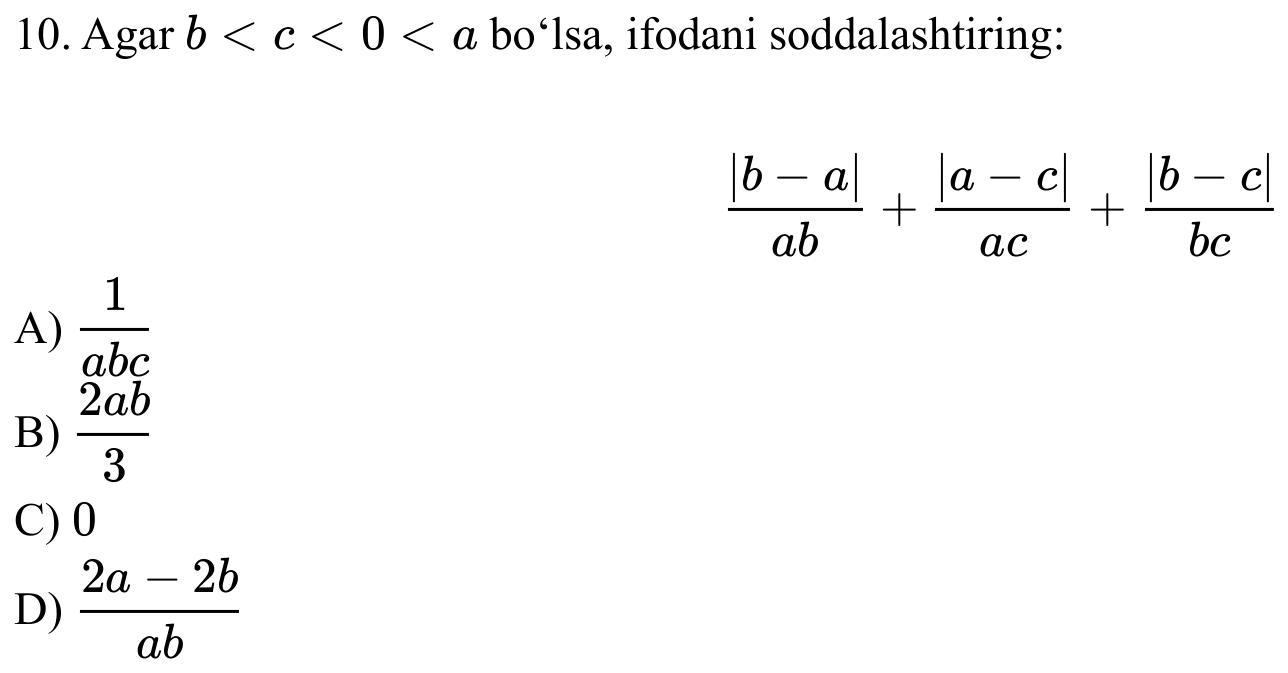 10. Agar b < c < 0 < a bo‘lsa, ifodani soddalashtiring:
|b − a|/ab + |a − c|/ac + |b − c|/bc
A) 1/abc
B) 2ab/3
C) 0
D) (2a − 2b)/ab